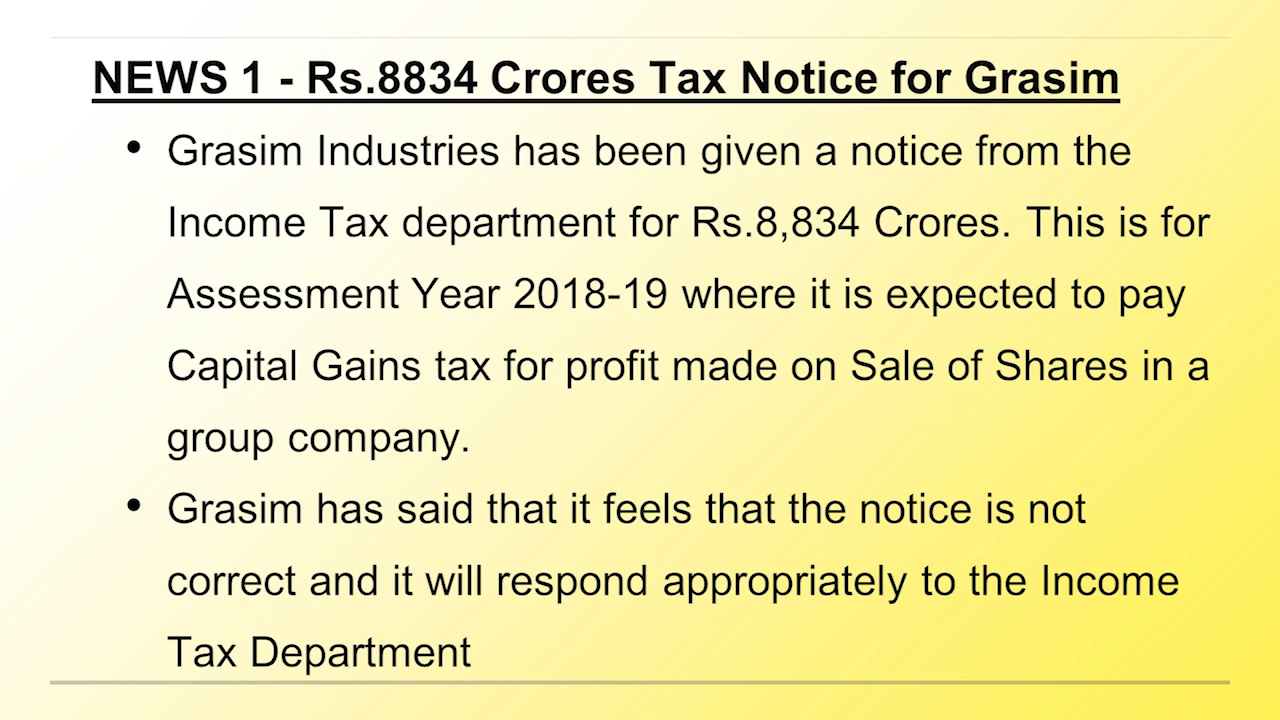 NEWS 1 - Rs.8834 Crores Tax Notice for Grasim
• Grasim Industries has been given a notice from the
Income Tax department for Rs.8,834 Crores. This is for
Assessment Year 2018-19 where it is expected to pay
Capital Gains tax for profit made on Sale of Shares in a
group company.
• Grasim has said that it feels that the notice is not
correct and it will respond appropriately to the Income
Tax Department